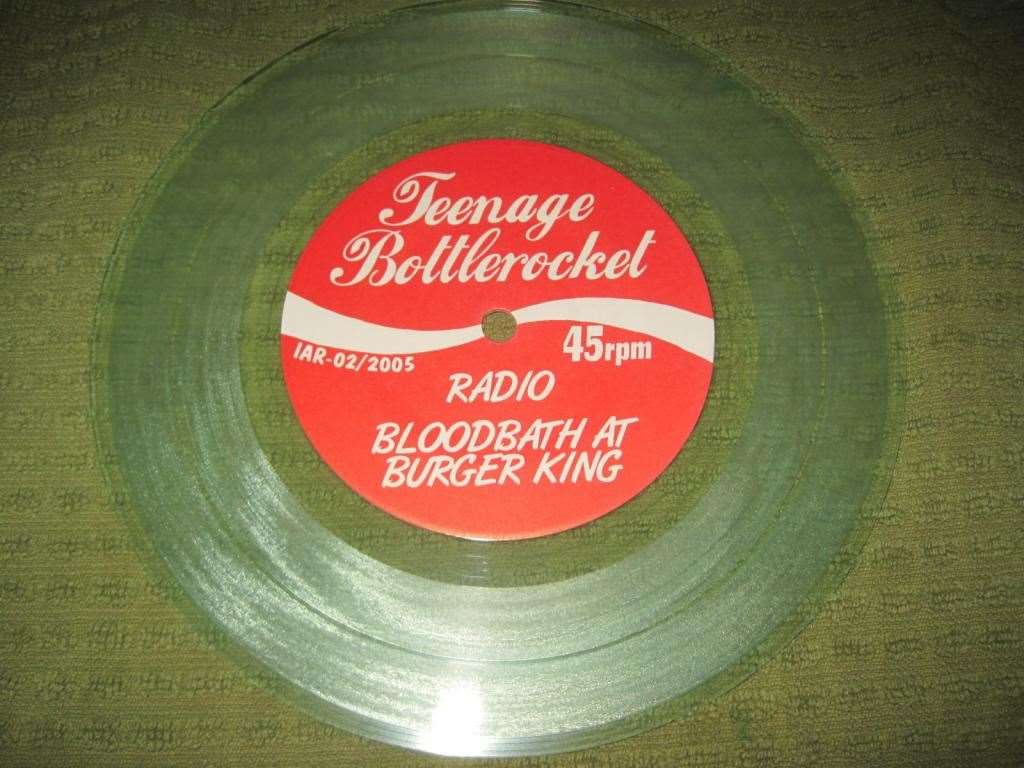 Teenage
Bottlerocket
IAR-02/2005
45rpm
RADIO
BLOODBATH AT
BURGER KING